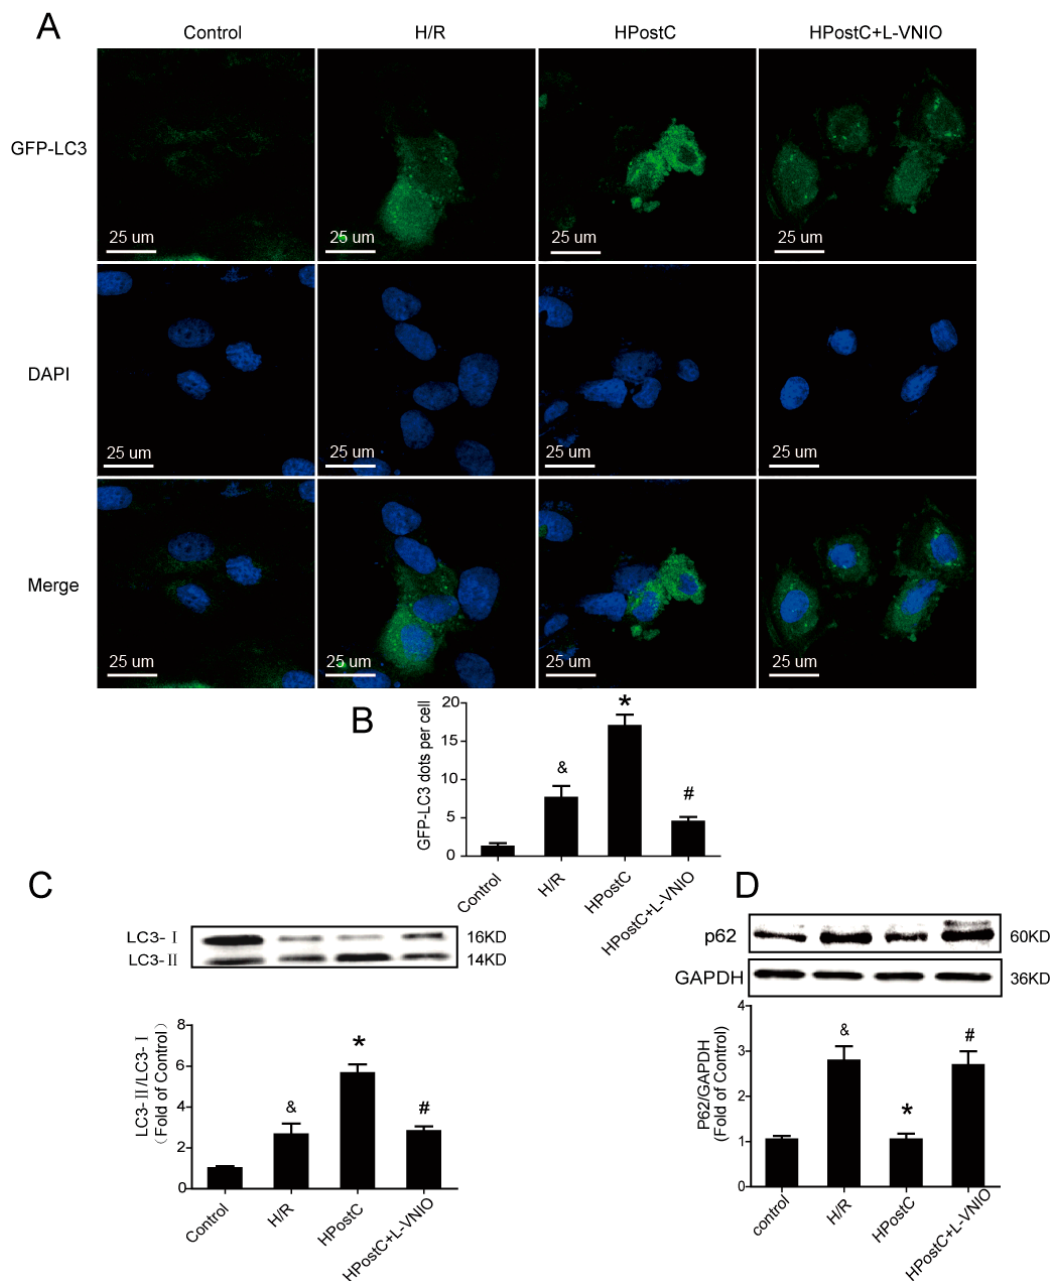 A
Control
H/R
HPostC
HPostC+L-VNIO
GFP-LC3
25 um
25 um
25 um
25 um
DAPI
25 um
25 um
25 um
25 um
Merge
25 um
25 um
25 um
25 um
B
GFP-LC3 dots per cell
20
15
10
5
0
&
*
#
Control
H/R
HPostC
HPostC+L-VNIO
C
LC3-Ⅰ
16KD
LC3-Ⅱ
14KD
LC3-Ⅱ/LC3-Ⅰ
（Fold of Control）
8
6
4
2
0
&
*
#
Control
H/R
HPostC
HPostC+L-VNIO
D
p62
60KD
GAPDH
36KD
P62/GAPDH
(Fold of Control)
4
3
2
1
0
&
*
#
control
H/R
HPostC
HPostC+L-VNIO